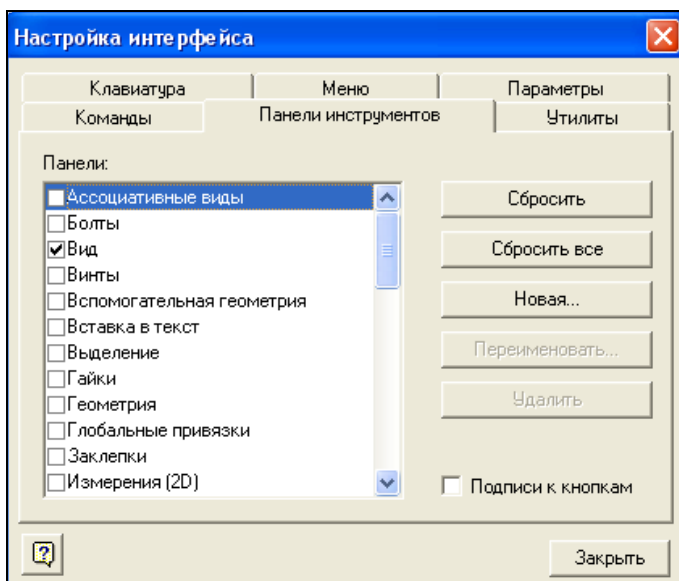 Настройка интерфейса
Клавиатура Меню Параметры
Команды Панели инструментов Утилиты
Панели:
Ассоциативные виды
Болты
Вид
Винты
Вспомогательная геометрия
Вставка в текст
Выделение
Гайки
Геометрия
Глобальные привязки
Заклепки
Измерения (2D)
Сбросить
Сбросить все
Новая...
Переименовать...
Удалить
Подписи к кнопкам
?
Закрыть